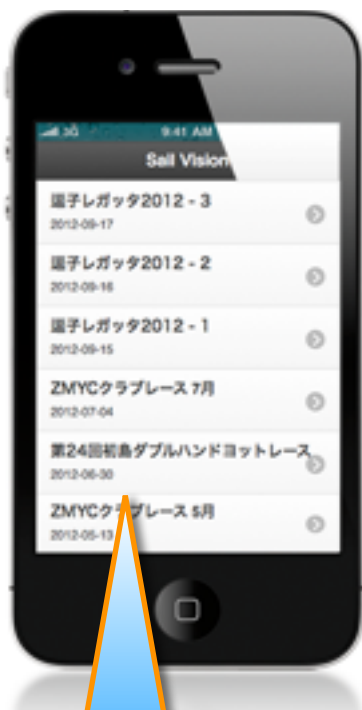 3G 9:41 AM
Sail Vision
逗子レガッタ2012 - 3
2012-09-17
逗子レガッタ2012 - 2
2012-09-16
逗子レガッタ2012 - 1
2012-09-15
ZMYCクラブレース 7月
2012-07-04
第24回初島ダブルハンドヨットレース
2012-06-30
ZMYCクラブレース 5月
2012-05-13